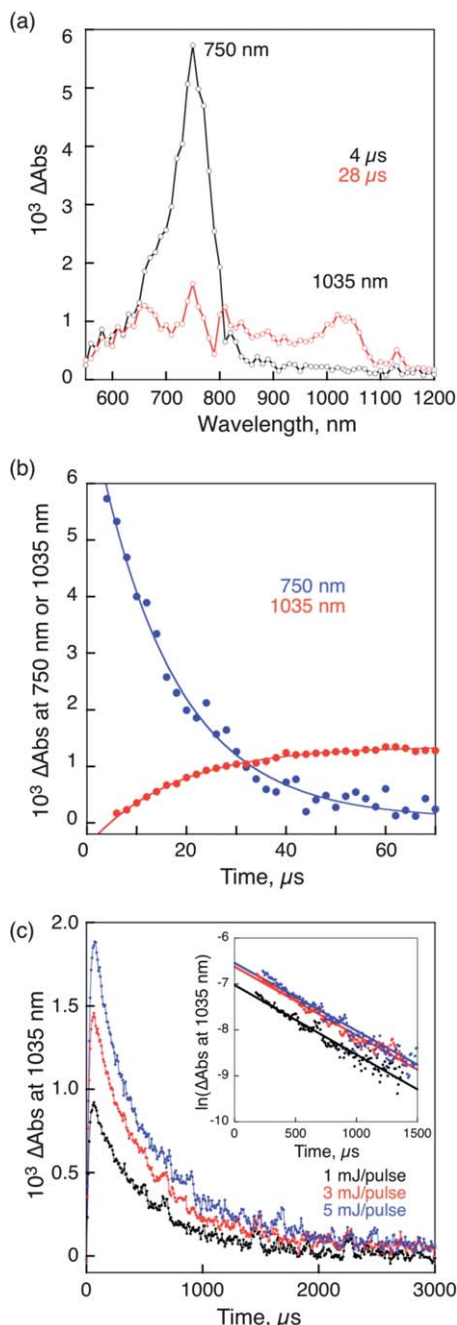 (a)
10³ ΔAbs
6
5
4
3
2
1
0
750 nm
4 µs
28 µs
1035 nm
600 700 800 900 1000 1100 1200
Wavelength, nm
(b)
10³ ΔAbs at 750 nm or 1035 nm
6
5
4
3
2
1
0
750 nm
1035 nm
0 20 40 60
Time, µs
(c)
10³ ΔAbs at 1035 nm
2.0
1.5
1.0
0.5
0
ln(ΔAbs at 1035 nm)
-6
-7
-8
-9
-10
0 500 1000 1500
Time, µs
1 mJ/pulse
3 mJ/pulse
5 mJ/pulse
0 1000 2000 3000
Time, µs